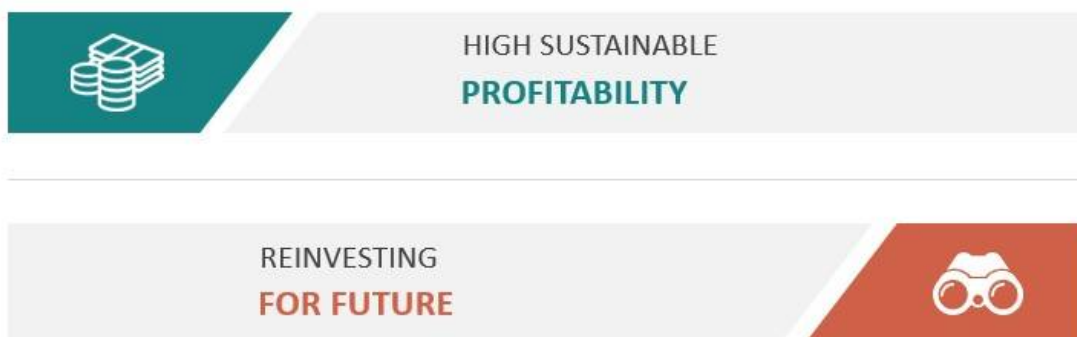 HIGH SUSTAINABLE
PROFITABILITY
REINVESTING
FOR FUTURE